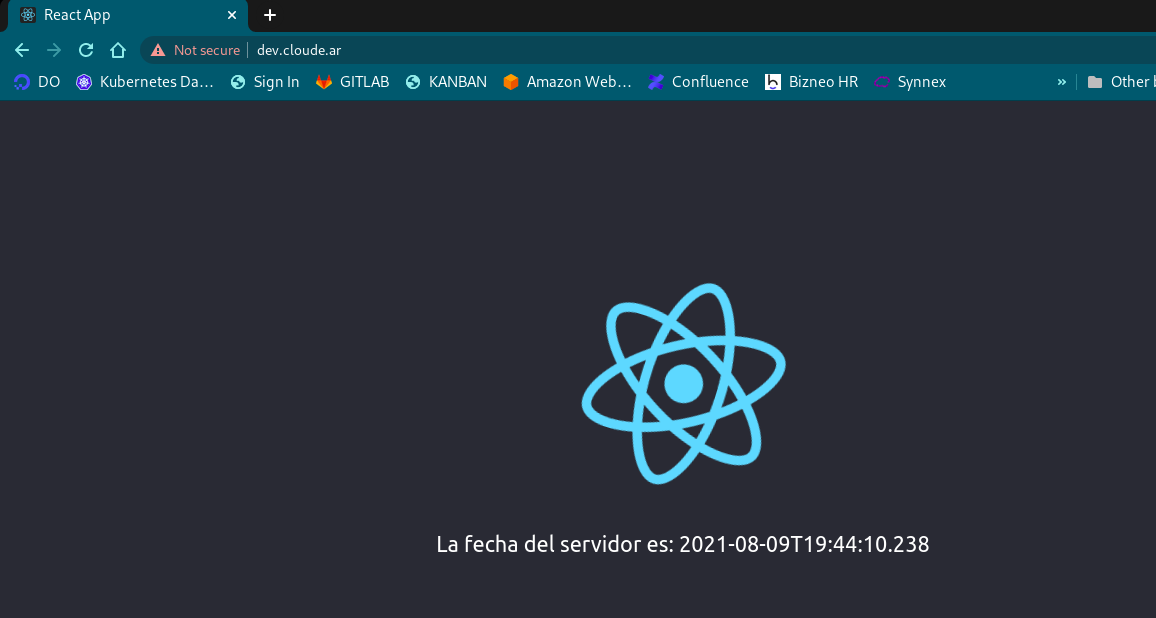 React App
Not secure dev.cloude.ar
DO Kubernetes Da... Sign In GITLAB KANBAN Amazon Web... Confluence Bizneo HR Synnex » Other
La fecha del servidor es: 2021-08-09T19:44:10.238